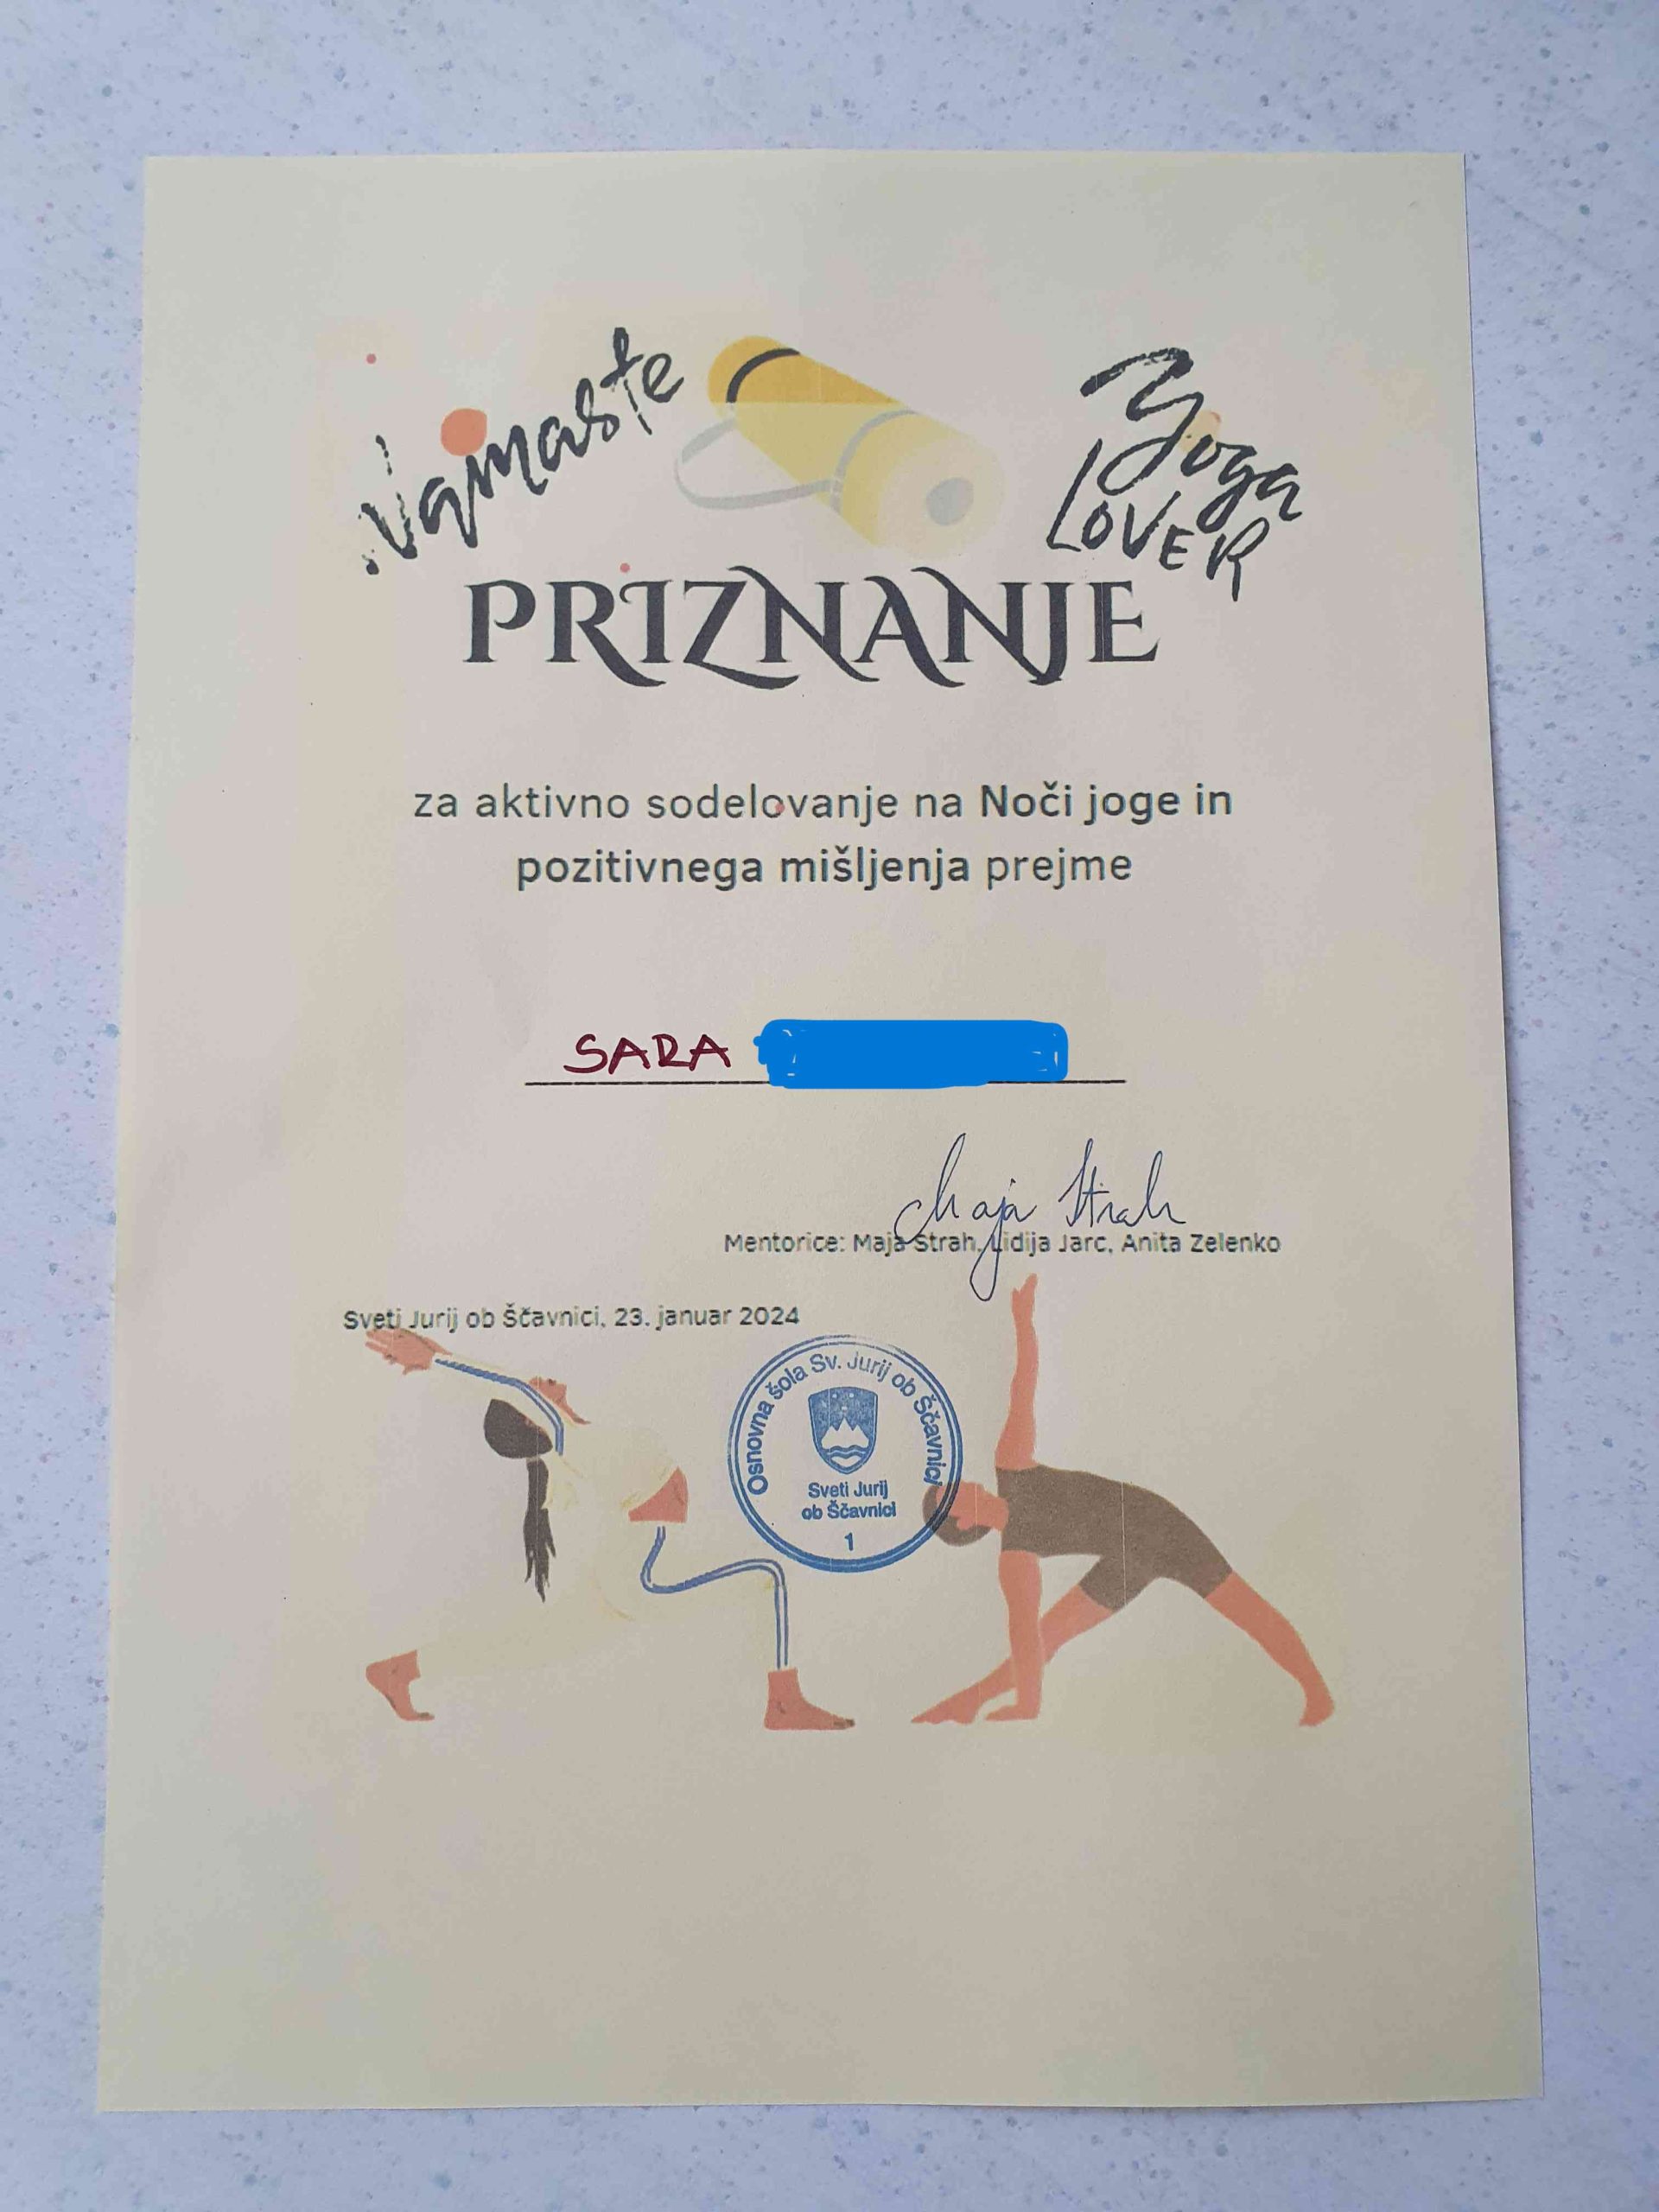 Namaste
Yoga
LOVER
PRIZNANJE
za aktivno sodelovanje na Noči joge in
pozitivnega mišljenja prejme
SARA
Maja Strah
Mentorice: Maja Strah, Lidija Jarc, Anita Zelenko
Sveti Jurij ob Ščavnici, 23. januar 2024
Osnovna šola Sv. Jurij ob Ščavnici
Sveti Jurij
ob Ščavnici
1